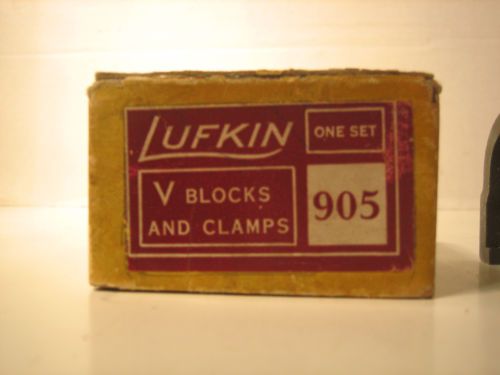 LUFKIN
ONE SET
V BLOCKS
AND CLAMPS
905